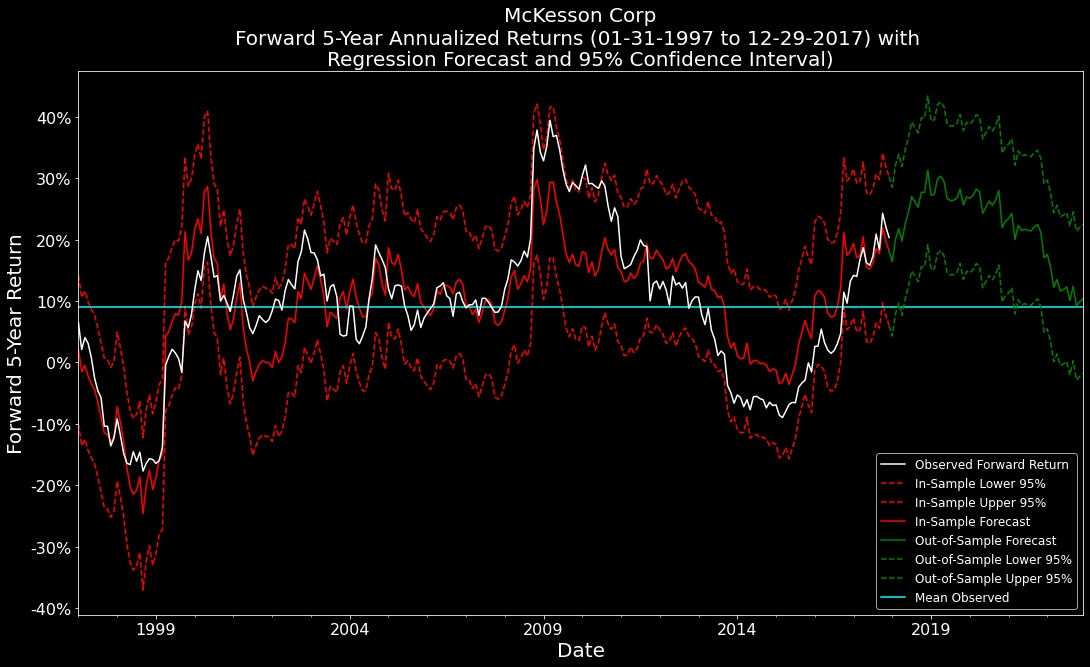 McKesson Corp
Forward 5-Year Annualized Returns (01-31-1997 to 12-29-2017) with
Regression Forecast and 95% Confidence Interval)
Forward 5-Year Return
40%
30%
20%
10%
0%
-10%
-20%
-30%
-40%
Observed Forward Return
In-Sample Lower 95%
In-Sample Upper 95%
In-Sample Forecast
Out-of-Sample Forecast
Out-of-Sample Lower 95%
Out-of-Sample Upper 95%
Mean Observed
1999
2004
2009
2014
2019
Date